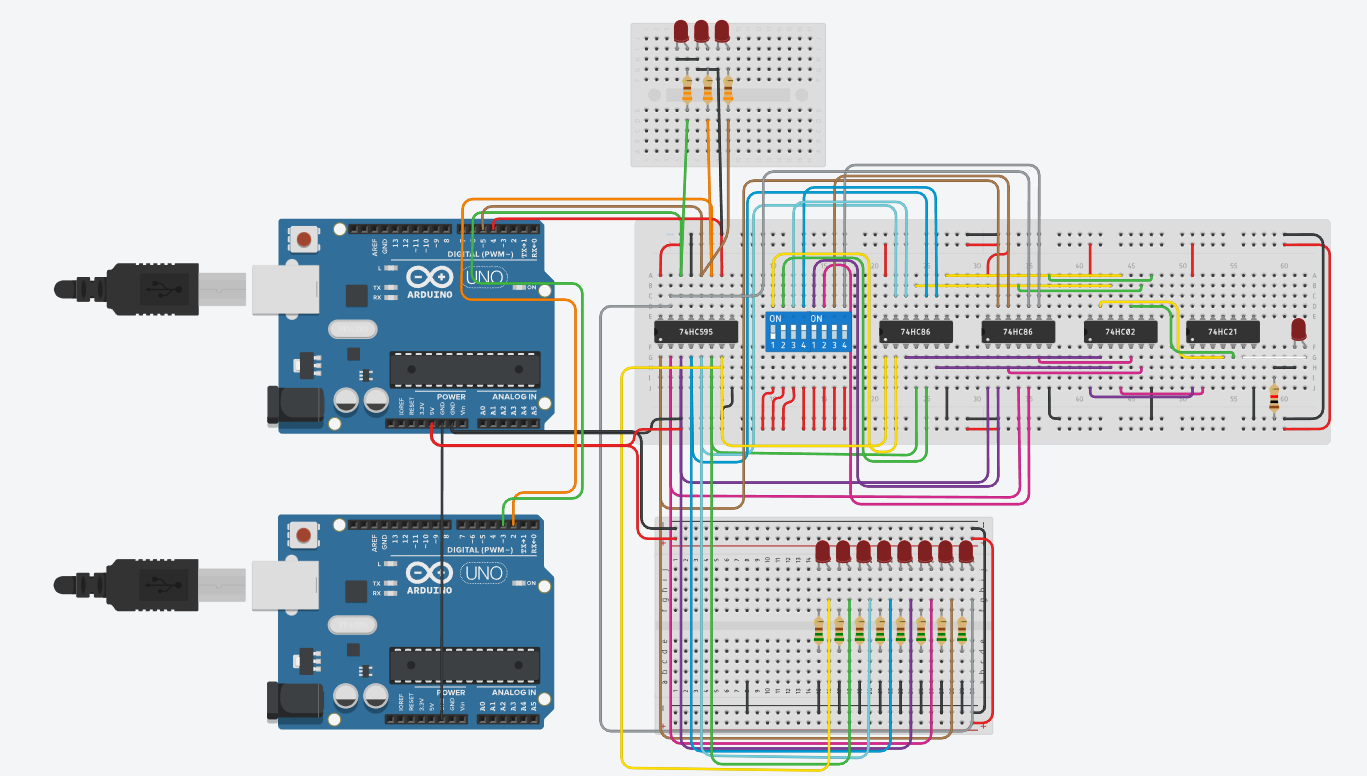 AREF
GND
13
12
~11
~10
~9
8
7
~6
~5
4
~3
2
TX→1
RX←0
DIGITAL (PWM~)
L
TX
RX
ARDUINO
UNO
ON
POWER
ANALOG IN
IOREF
RESET
3.3V
5V
GND
GND
Vin
A0
A1
A2
A3
A4
A5
74HC595
ON
ON
1 2 3 4 1 2 3 4
74HC86
74HC86
74HC02
74HC21
AREF
GND
13
12
~11
~10
~9
8
7
~6
~5
4
~3
2
TX→1
RX←0
DIGITAL (PWM~)
L
TX
RX
ARDUINO
UNO
ON
POWER
ANALOG IN
IOREF
RESET
3.3V
5V
GND
Vin
A0
A1
A2
A3
A4
A5